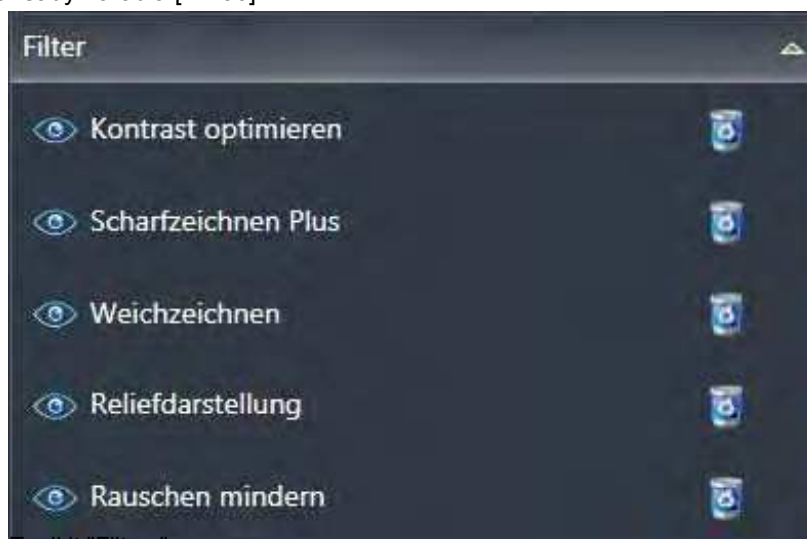 Filter
Kontrast optimieren
Scharfzeichnen Plus
Weichzeichnen
Reliefdarstellung
Rauschen mindern